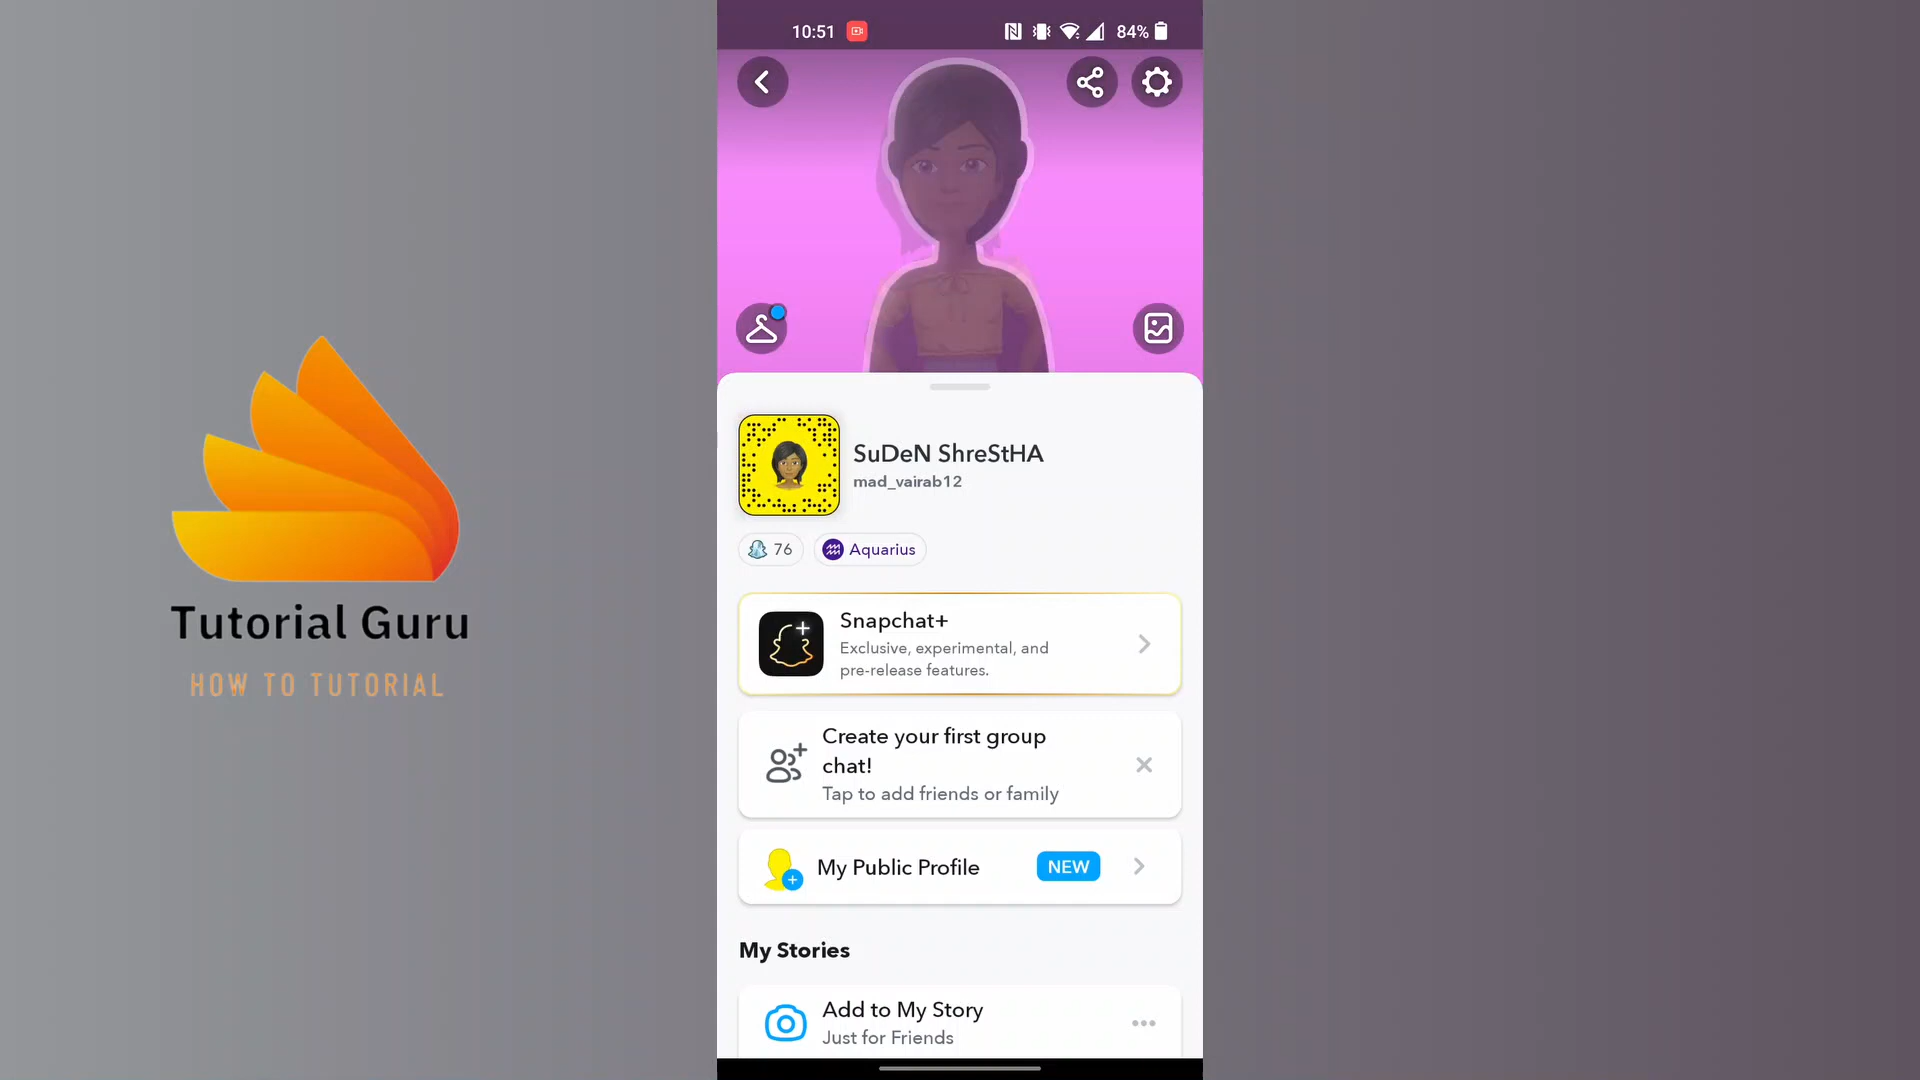 10:51
84%
SuDeN ShreStHA
mad_vairab12
76
Aquarius
Snapchat+
Exclusive, experimental, and
pre-release features.
Create your first group
chat!
Tap to add friends or family
My Public Profile
NEW
My Stories
Add to My Story
Just for Friends
Tutorial Guru
HOW TO TUTORIAL